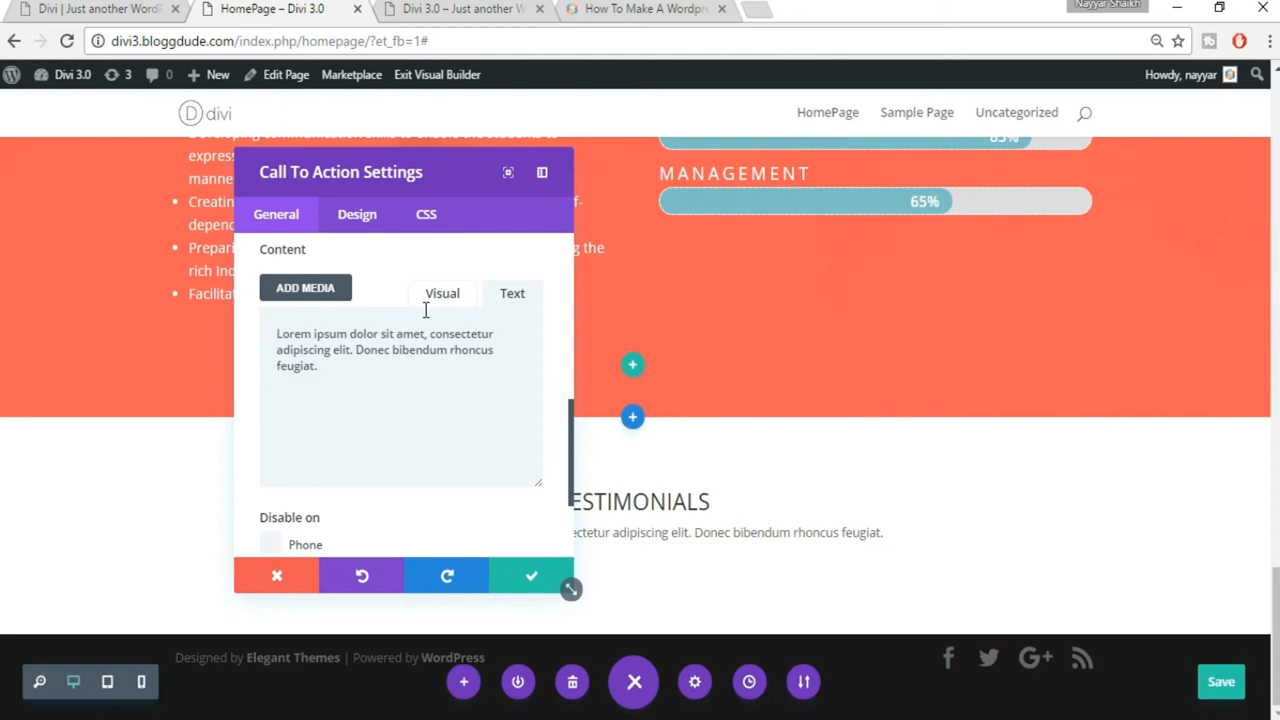 Divi | Just another WordP
HomePage – Divi 3.0
Divi 3.0 – Just another W
How To Make A Wordpre
Nayyar Shaikh
divi3.bloggdude.com/index.php/homepage/?et_fb=1#
Divi 3.0
3
0
New
Edit Page
Marketplace
Exit Visual Builder
Howdy, nayyar
divi
HomePage
Sample Page
Uncategorized
express
manne
Creatin
depend
Prepari
rich Ind
Facilitat
f-
ng the
85%
MANAGEMENT
65%
Call To Action Settings
General
Design
CSS
Content
ADD MEDIA
Visual
Text
Lorem ipsum dolor sit amet, consectetur
adipiscing elit. Donec bibendum rhoncus
feugiat.
Disable on
Phone
ESTIMONIALS
ectetur adipiscing elit. Donec bibendum rhoncus feugiat.
Designed by Elegant Themes | Powered by WordPress
Save